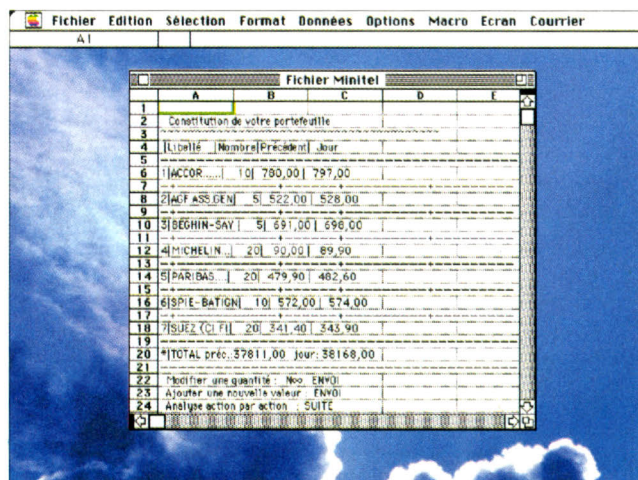 Fichier Edition Sélection Format Données Options Macro Ecran Courrier
A1
Fichier Minitel
A B C D E
1
2 Constitution de votre portefeuille
3
4 |Libellé |Nombre|Précédent| Jour
5
6 1|ACCOR......| 10| 780,00| 797,00
7
8 2|AGF ASS.GEN| 5| 522,00| 528,00
9
10 3|BEGHIN-SAY | 5| 691,00| 698,00
11
12 4|MICHELIN...| 20| 90,00| 89,90
13
14 5|PARIBAS....| 20| 479,90| 482,60
15
16 6|SPIE-BATIGN| 10| 572,00| 574,00
17
18 7|SUEZ (CI FI| 20| 341,40| 343,90
19
20 *|TOTAL préc.:37811,00 jour:38168,00
21
22 Modifier une quantité : N°o ENVOI
23 Ajouter une nouvelle valeur : ENVOI
24 Analyse action par action : SUITE